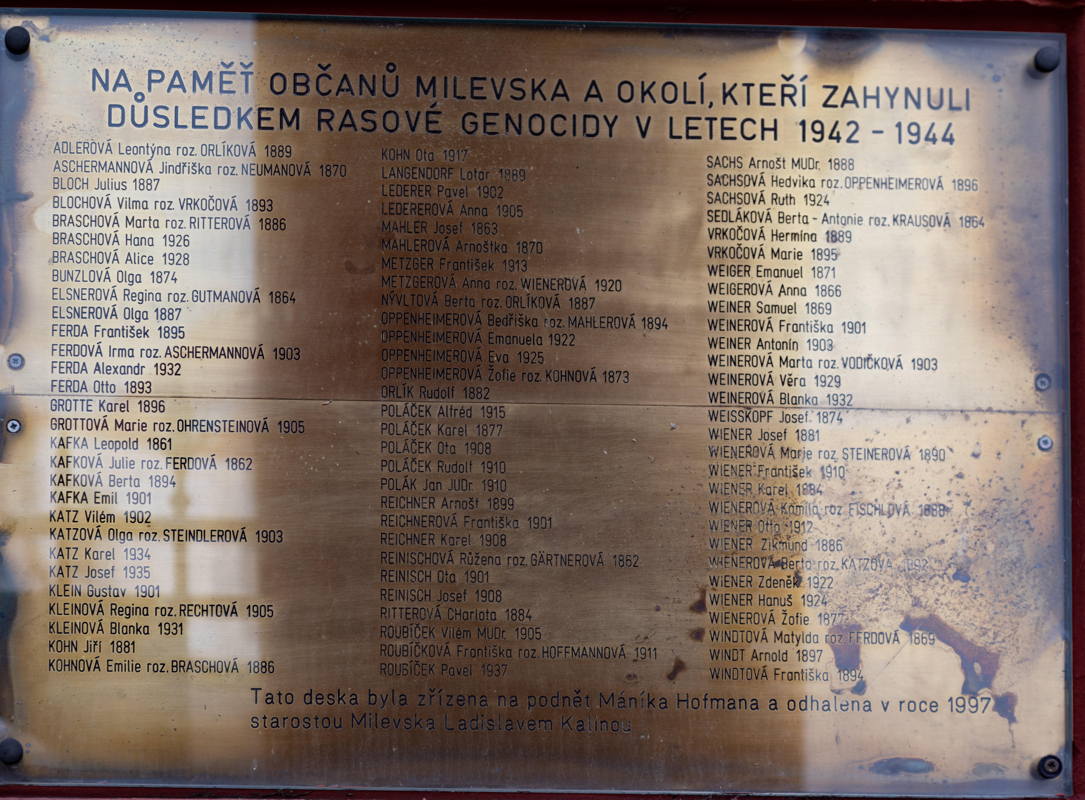 NA PAMĚŤ OBČANŮ MILEVSKA A OKOLÍ, KTEŘÍ ZAHYNULI
DŮSLEDKEM RASOVÉ GENOCIDY V LETECH 1942 - 1944
ADLEROVÁ Leontýna roz. ORLÍKOVÁ 1889
ASCHERMANNOVÁ Jindřiška roz. NEUMANOVÁ 1870
BLOCH Julius 1887
BLOCHOVÁ Vilma roz. VRKOČOVÁ 1893
BRASCHOVÁ Marta roz. RITTEROVÁ 1886
BRASCHOVÁ Hana 1926
BRASCHOVÁ Alice 1928
BUNZLOVÁ Olga 1874
ELSNEROVÁ Regina roz. GUTMANOVÁ 1864
ELSNEROVÁ Olga 1887
FERDA František 1895
FERDOVÁ Irma roz. ASCHERMANNOVÁ 1903
FERDA Alexandr 1932
FERDA Otto 1893
GROTTE Karel 1896
GROTTOVÁ Marie roz. OHRENSTEINOVÁ 1905
KAFKA Leopold 1861
KAFKOVÁ Julie roz. FERDOVÁ 1862
KAFKOVÁ Berta 1894
KAFKA Emil 1901
KATZ Vilém 1902
KATZOVÁ Olga roz. STEINDLEROVÁ 1903
KATZ Karel 1934
KATZ Josef 1935
KLEIN Gustav 1901
KLEINOVÁ Regina roz. RECHTOVÁ 1905
KLEINOVÁ Blanka 1931
KOHN Jiří 1881
KOHNOVÁ Emilie roz. BRASCHOVÁ 1886
KOHN Ota 1917
LANGENDORF Lotar 1889
LEDERER Pavel 1902
LEDEREROVÁ Anna 1905
MAHLER Josef 1863
MAHLEROVÁ Arnoštka 1870
METZGER František 1913
METZGEROVÁ Anna roz. WIENEROVÁ 1920
NÝVLTOVÁ Berta roz. ORLÍKOVÁ 1887
OPPENHEIMEROVÁ Bedřiška roz. MAHLEROVÁ 1894
OPPENHEIMEROVÁ Emanuela 1922
OPPENHEIMEROVÁ Eva 1925
OPPENHEIMEROVÁ Žofie roz. KOHNOVÁ 1873
ORLÍK Rudolf 1882
POLÁČEK Alfréd 1915
POLÁČEK Karel 1877
POLÁČEK Ota 1908
POLÁČEK Rudolf 1910
POLÁK Jan JUDr. 1910
REICHNER Arnošt 1899
REICHNEROVÁ Františka 1901
REICHNER Karel 1908
REINISCHOVÁ Růžena roz. GÄRTNEROVÁ 1862
REINISCH Ota 1901
REINISCH Josef 1908
RITTEROVÁ CHarlota 1884
ROUBÍČEK Vilém MUDr. 1905
ROUBÍČKOVÁ Františka roz. HOFFMANNOVÁ 1911
ROUBÍČEK Pavel 1937
SACHS Arnošt MUDr. 1888
SACHSOVÁ Hedvika roz. OPPENHEIMEROVÁ 1896
SACHSOVÁ Ruth 1924
SEDLÁKOVÁ Berta - Antonie roz. KRAUSOVÁ 1864
VRKOČOVÁ Hermina 1889
VRKOČOVÁ Marie 1895
WEIGER Emanuel 1871
WEIGEROVÁ Anna 1866
WEINER Samuel 1869
WEINEROVÁ Františka 1901
WEINER Antonín 1903
WEINEROVÁ Marta roz. VODIČKOVÁ 1903
WEINEROVÁ Věra 1929
WEINEROVÁ Blanka 1932
WEISSKOPF Josef 1874
WIENER Josef 1881
WIENEROVÁ Marie roz. STEINEROVÁ 1890
WIENER František 1910
WIENER Karel 1884
WIENEROVÁ Kamila roz. FISCHLOVÁ 1888
WIENER Otto 1912
WIENER Zikmund 1886
WIENEROVÁ Berta roz. KATZOVÁ 1892
WIENER Zdeněk 1922
WIENER Hanuš 1924
WIENEROVÁ Žofie 1877
WINDTOVÁ Matylda roz. FERDOVÁ 1869
WINDT Arnold 1897
WINDTOVÁ Františka 1894
Tato deska byla zřízena na podnět Máníka Hofmana a odhalena v roce 1997
starostou Milevska Ladislavem Kalinou